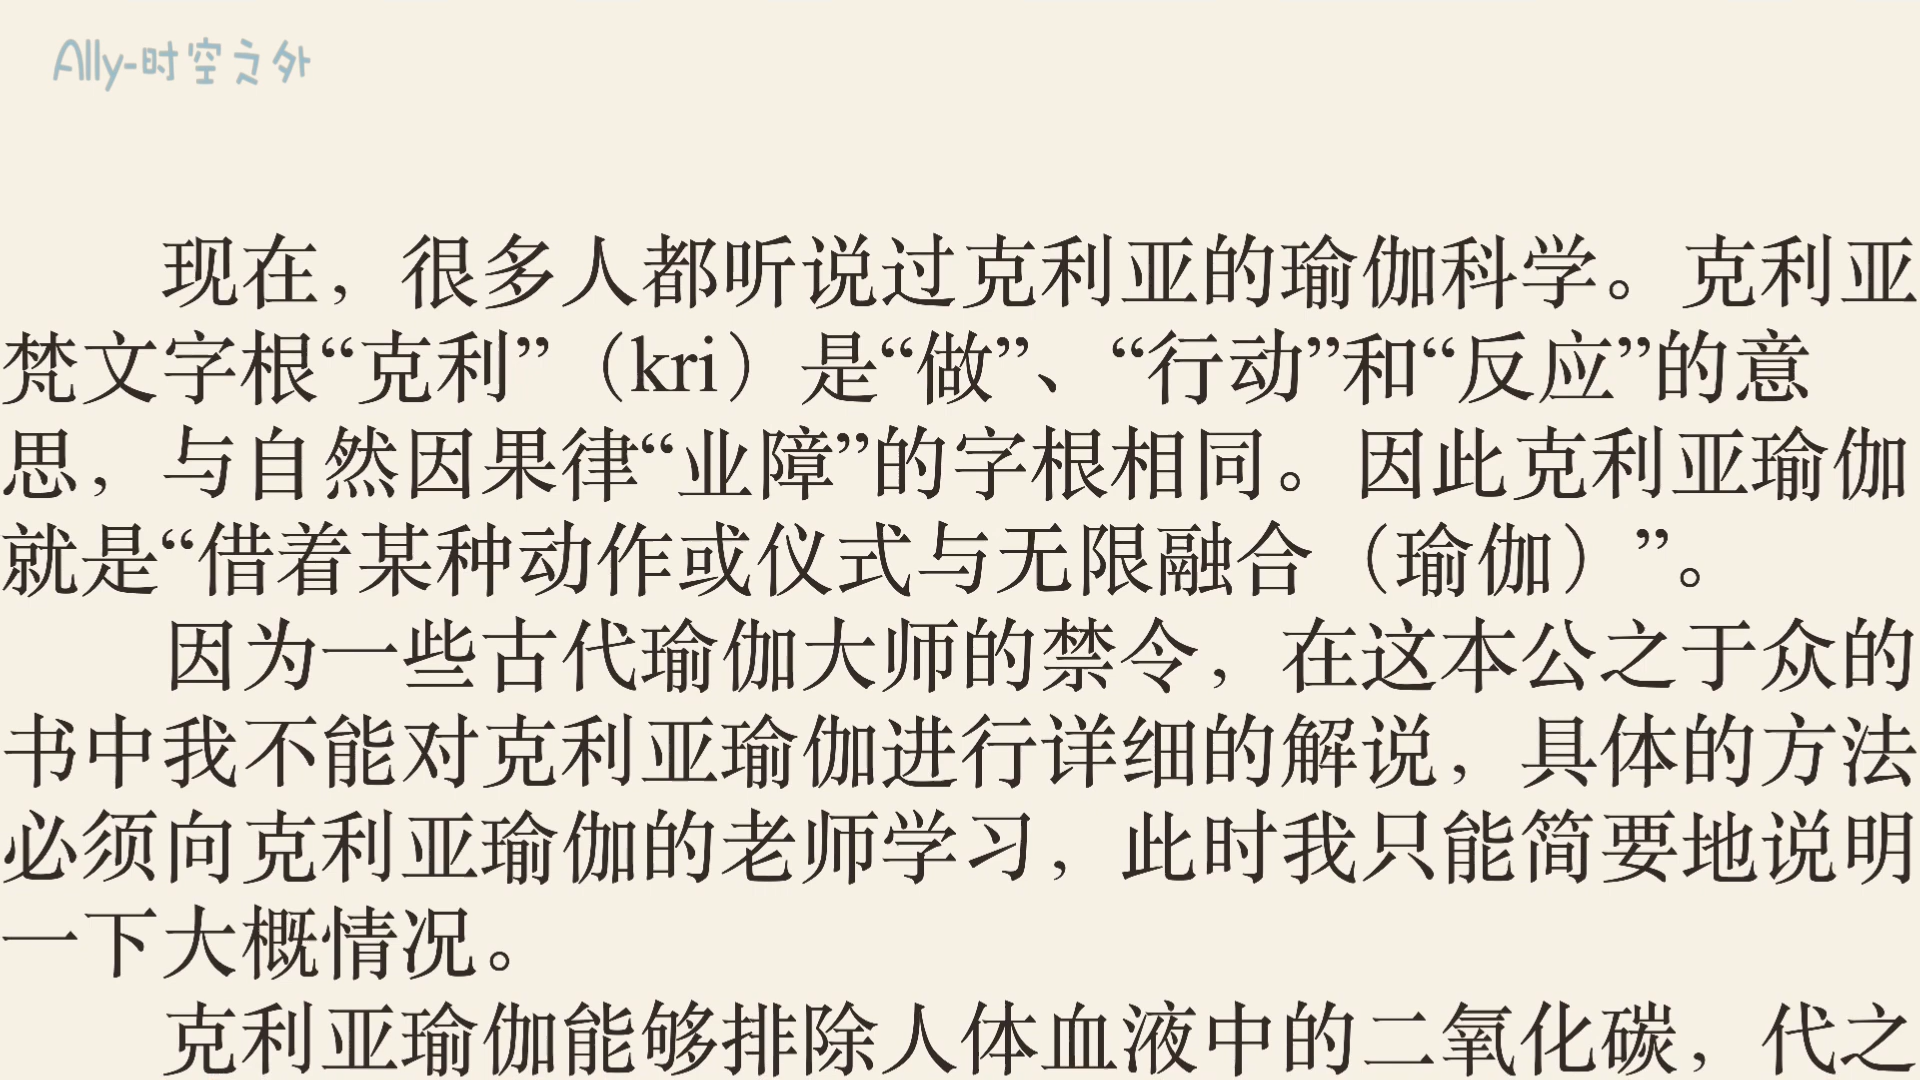 Ally-时空之外
现在，很多人都听说过克利亚的瑜伽科学。克利亚
梵文字根“克利”（kri）是“做”、“行动”和“反应”的意
思，与自然因果律“业障”的字根相同。因此克利亚瑜伽
就是“借着某种动作或仪式与无限融合（瑜伽）”。
因为一些古代瑜伽大师的禁令，在这本公之于众的
书中我不能对克利亚瑜伽进行详细的解说，具体的方法
必须向克利亚瑜伽的老师学习，此时我只能简要地说明
一下大概情况。
克利亚瑜伽能够排除人体血液中的二氧化碳，代之